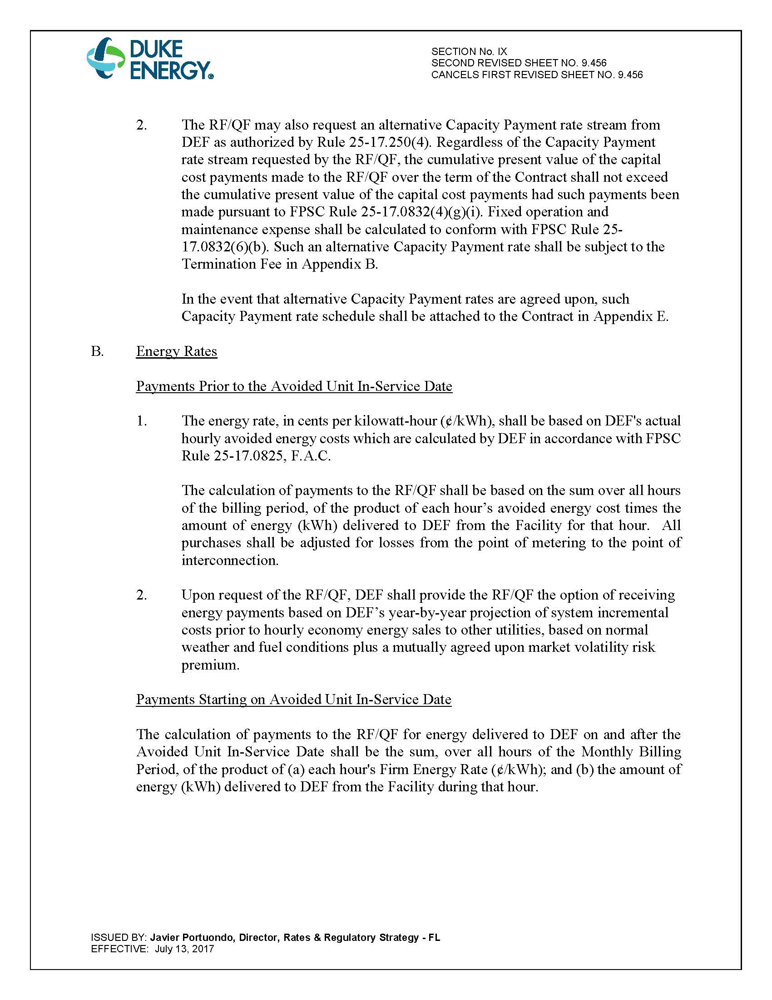 DUKE
ENERGY®
SECTION No. IX
SECOND REVISED SHEET NO. 9.456
CANCELS FIRST REVISED SHEET NO. 9.456
2. The RF/QF may also request an alternative Capacity Payment rate stream from
DEF as authorized by Rule 25-17.250(4). Regardless of the Capacity Payment
rate stream requested by the RF/QF, the cumulative present value of the capital
cost payments made to the RF/QF over the term of the Contract shall not exceed
the cumulative present value of the capital cost payments had such payments been
made pursuant to FPSC Rule 25-17.0832(4)(g)(i). Fixed operation and
maintenance expense shall be calculated to conform with FPSC Rule 25-
17.0832(6)(b). Such an alternative Capacity Payment rate shall be subject to the
Termination Fee in Appendix B.
In the event that alternative Capacity Payment rates are agreed upon, such
Capacity Payment rate schedule shall be attached to the Contract in Appendix E.
B. Energy Rates
Payments Prior to the Avoided Unit In-Service Date
1. The energy rate, in cents per kilowatt-hour (¢/kWh), shall be based on DEF's actual
hourly avoided energy costs which are calculated by DEF in accordance with FPSC
Rule 25-17.0825, F.A.C.
The calculation of payments to the RF/QF shall be based on the sum over all hours
of the billing period, of the product of each hour’s avoided energy cost times the
amount of energy (kWh) delivered to DEF from the Facility for that hour. All
purchases shall be adjusted for losses from the point of metering to the point of
interconnection.
2. Upon request of the RF/QF, DEF shall provide the RF/QF the option of receiving
energy payments based on DEF’s year-by-year projection of system incremental
costs prior to hourly economy energy sales to other utilities, based on normal
weather and fuel conditions plus a mutually agreed upon market volatility risk
premium.
Payments Starting on Avoided Unit In-Service Date
The calculation of payments to the RF/QF for energy delivered to DEF on and after the
Avoided Unit In-Service Date shall be the sum, over all hours of the Monthly Billing
Period, of the product of (a) each hour's Firm Energy Rate (¢/kWh); and (b) the amount of
energy (kWh) delivered to DEF from the Facility during that hour.
ISSUED BY: Javier Portuondo, Director, Rates & Regulatory Strategy - FL
EFFECTIVE: July 13, 2017